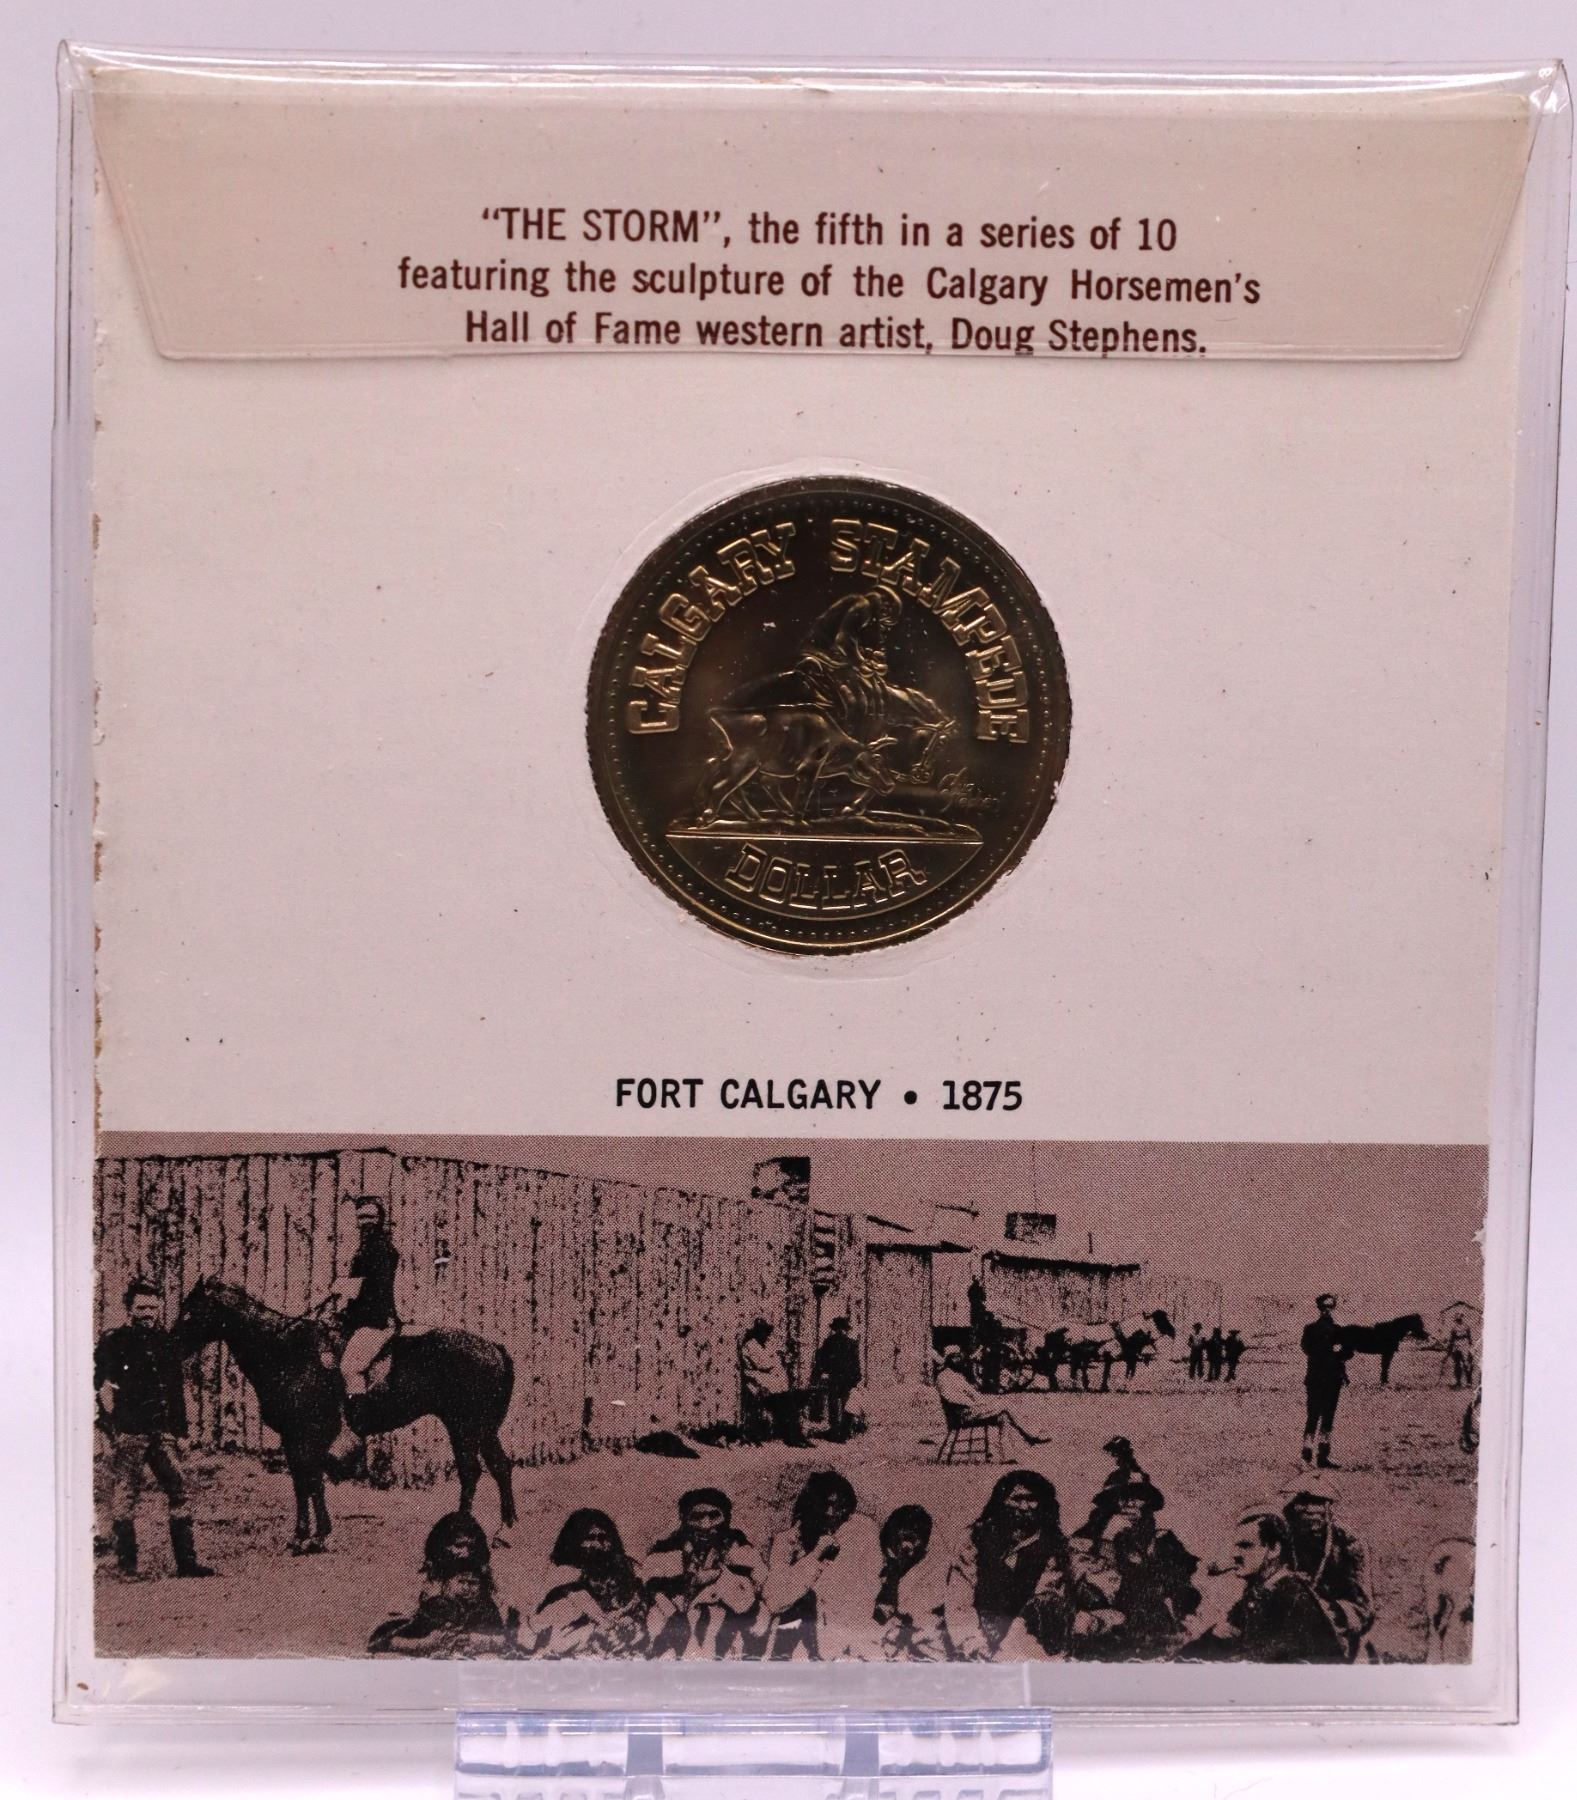 "THE STORM", the fifth in a series of 10
featuring the sculpture of the Calgary Horsemen's
Hall of Fame western artist, Doug Stephens.
CALGARY STAMPEDE
DOLLAR
FORT CALGARY • 1875